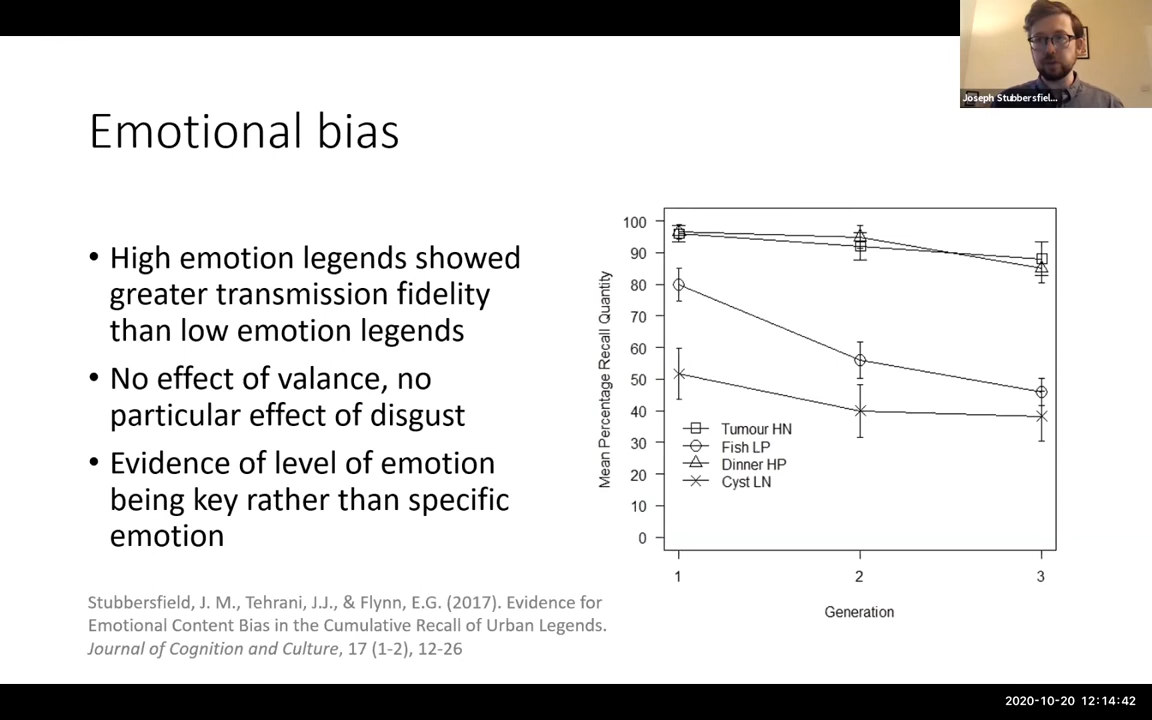 Joseph Stubbersfiel...
Emotional bias
• High emotion legends showed
greater transmission fidelity
than low emotion legends
• No effect of valance, no
particular effect of disgust
• Evidence of level of emotion
being key rather than specific
emotion
Stubbersfield, J. M., Tehrani, J.J., & Flynn, E.G. (2017). Evidence for
Emotional Content Bias in the Cumulative Recall of Urban Legends.
Journal of Cognition and Culture, 17 (1-2), 12-26
Mean Percentage Recall Quantity
100
90
80
70
60
50
40
30
20
10
0
Tumour HN
Fish LP
Dinner HP
Cyst LN
1 2 3
Generation
2020-10-20 12:14:42